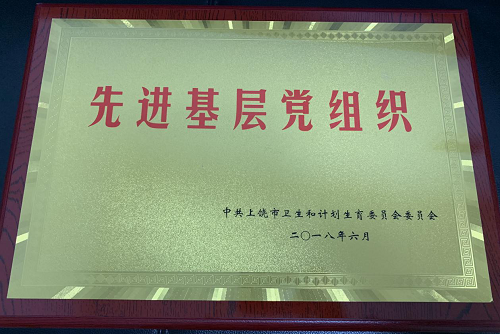 先进基层党组织
中共上饶市卫生和计划生育委员会委员会
二〇一八年六月